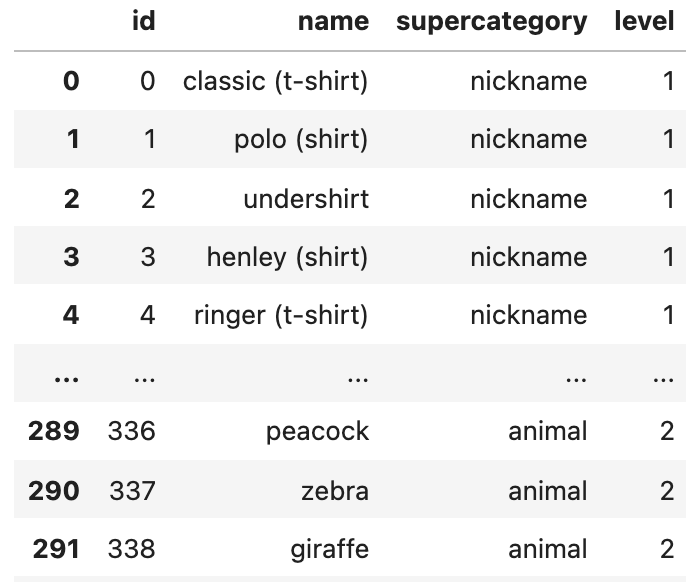 id name supercategory level
0 0 classic (t-shirt) nickname 1
1 1 polo (shirt) nickname 1
2 2 undershirt nickname 1
3 3 henley (shirt) nickname 1
4 4 ringer (t-shirt) nickname 1
... ... ... ... ...
289 336 peacock animal 2
290 337 zebra animal 2
291 338 giraffe animal 2